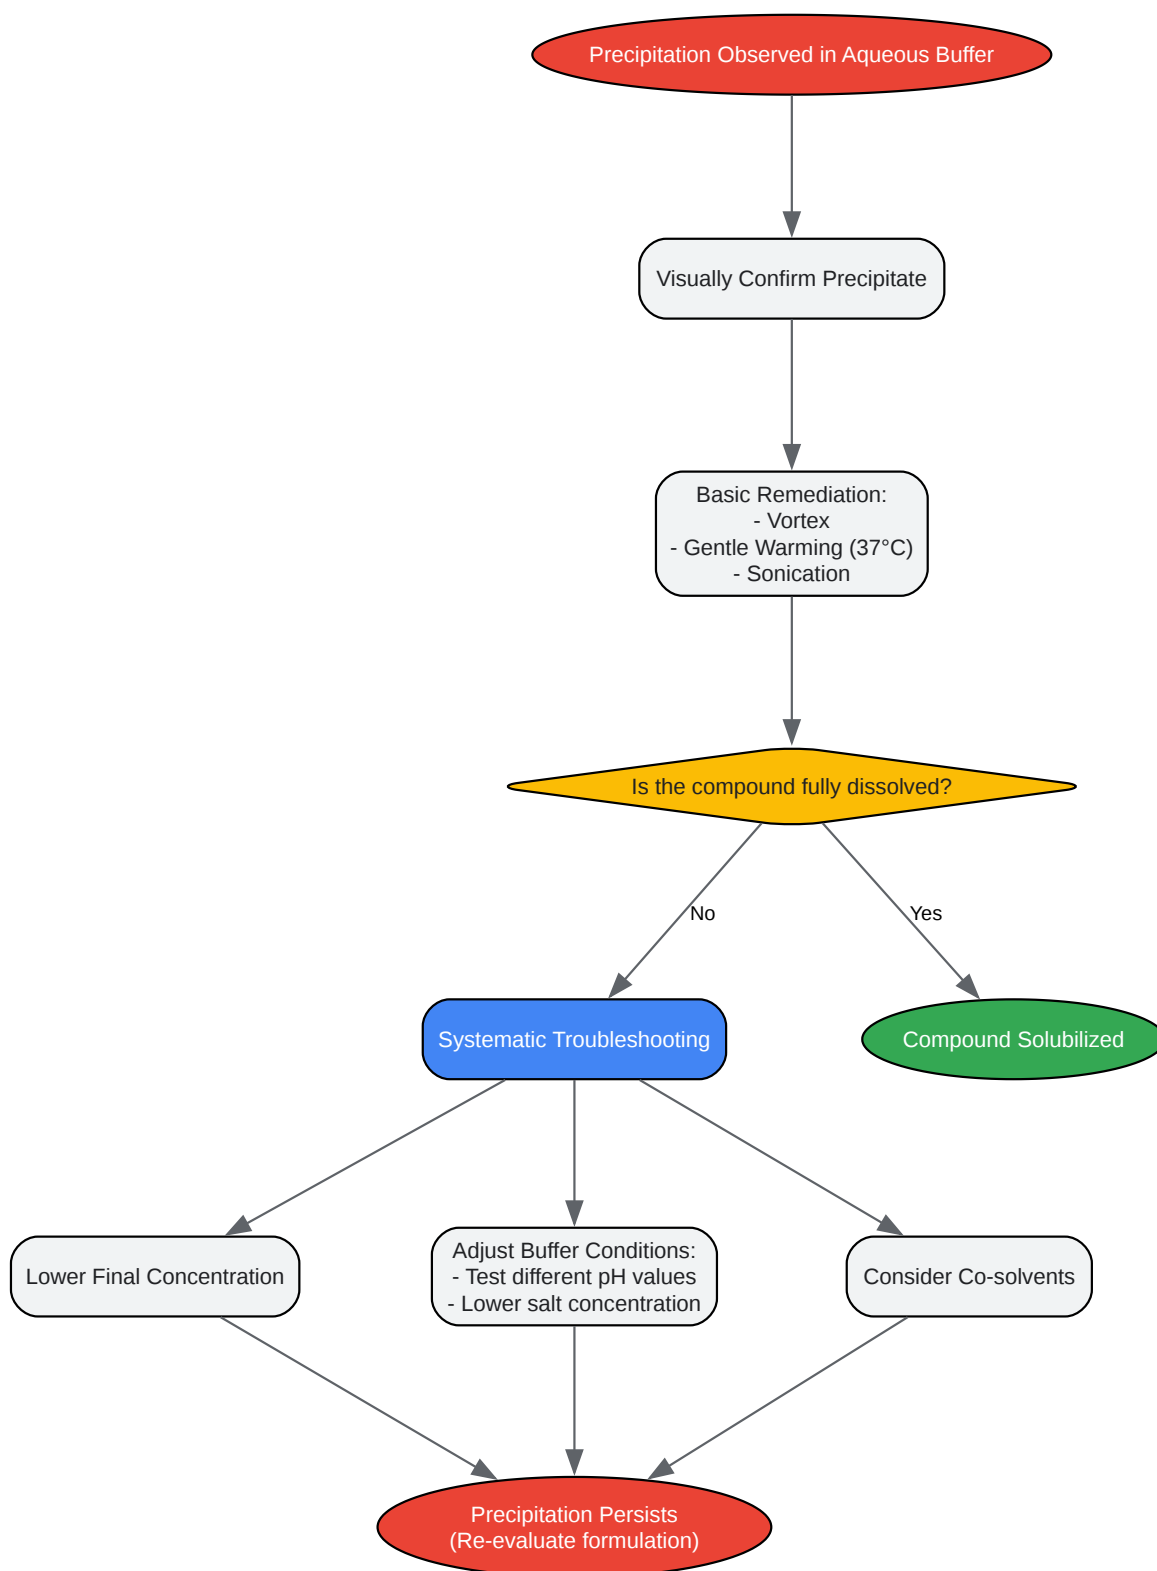 Precipitation Observed in Aqueous Buffer
Visually Confirm Precipitate
Basic Remediation:
- Vortex
- Gentle Warming (37°C)
- Sonication
Is the compound fully dissolved?
No
Yes
Systematic Troubleshooting
Compound Solubilized
Lower Final Concentration
Adjust Buffer Conditions:
- Test different pH values
- Lower salt concentration
Consider Co-solvents
Precipitation Persists
(Re-evaluate formulation)